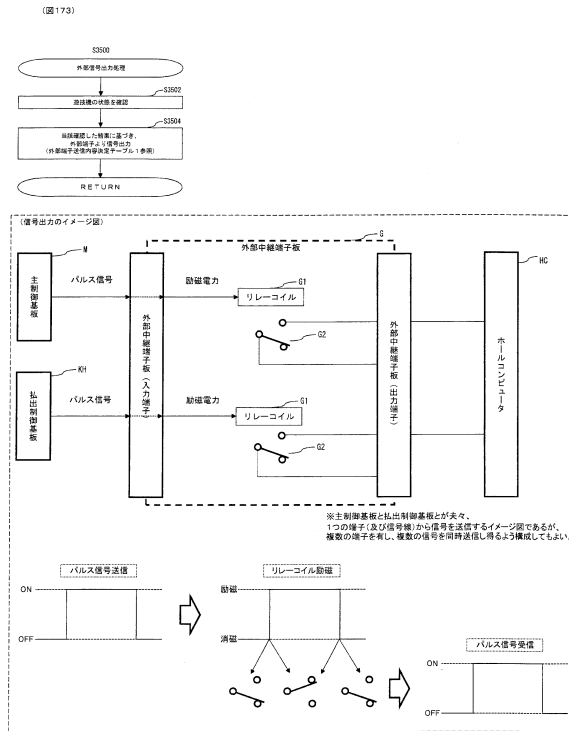 (図173)
S3500
外部信号出力処理
S3502
遊技機の状態を確認
S3504
当該確認した結果に基づき、
外部端子より信号出力
(外部端子送信内容決定テーブル1参照)
RETURN
(信号出力のイメージ図)
G
外部中継端子板
M
主制御基板
パルス信号
外部中継端子板(入力端子)
励磁電力
G1
リレーコイル
G2
外部中継端子板(出力端子)
HC
ホールコンピュータ
KH
払出制御基板
パルス信号
励磁電力
G1
リレーコイル
G2
※主制御基板と払出制御基板とが夫々、
1つの端子(及び信号線)から信号を送信するイメージ図であるが、
複数の端子を有し、複数の信号を同時送信し得るよう構成してもよい
パルス信号送信
ON
OFF
リレーコイル励磁
励磁
消磁
パルス信号受信
ON
OFF